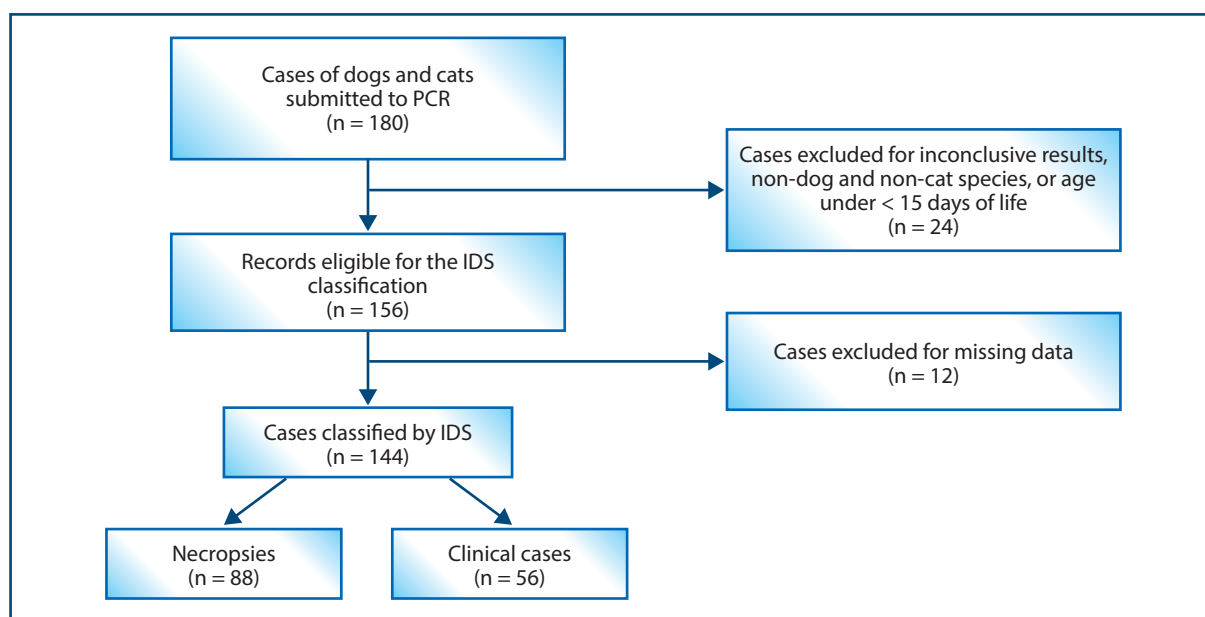 Cases of dogs and cats
submitted to PCR
(n = 180)
Cases excluded for inconclusive results,
non-dog and non-cat species, or age
under < 15 days of life
(n = 24)
Records eligible for the IDS
classification
(n = 156)
Cases excluded for missing data
(n = 12)
Cases classified by IDS
(n = 144)
Necropsies
(n = 88)
Clinical cases
(n = 56)